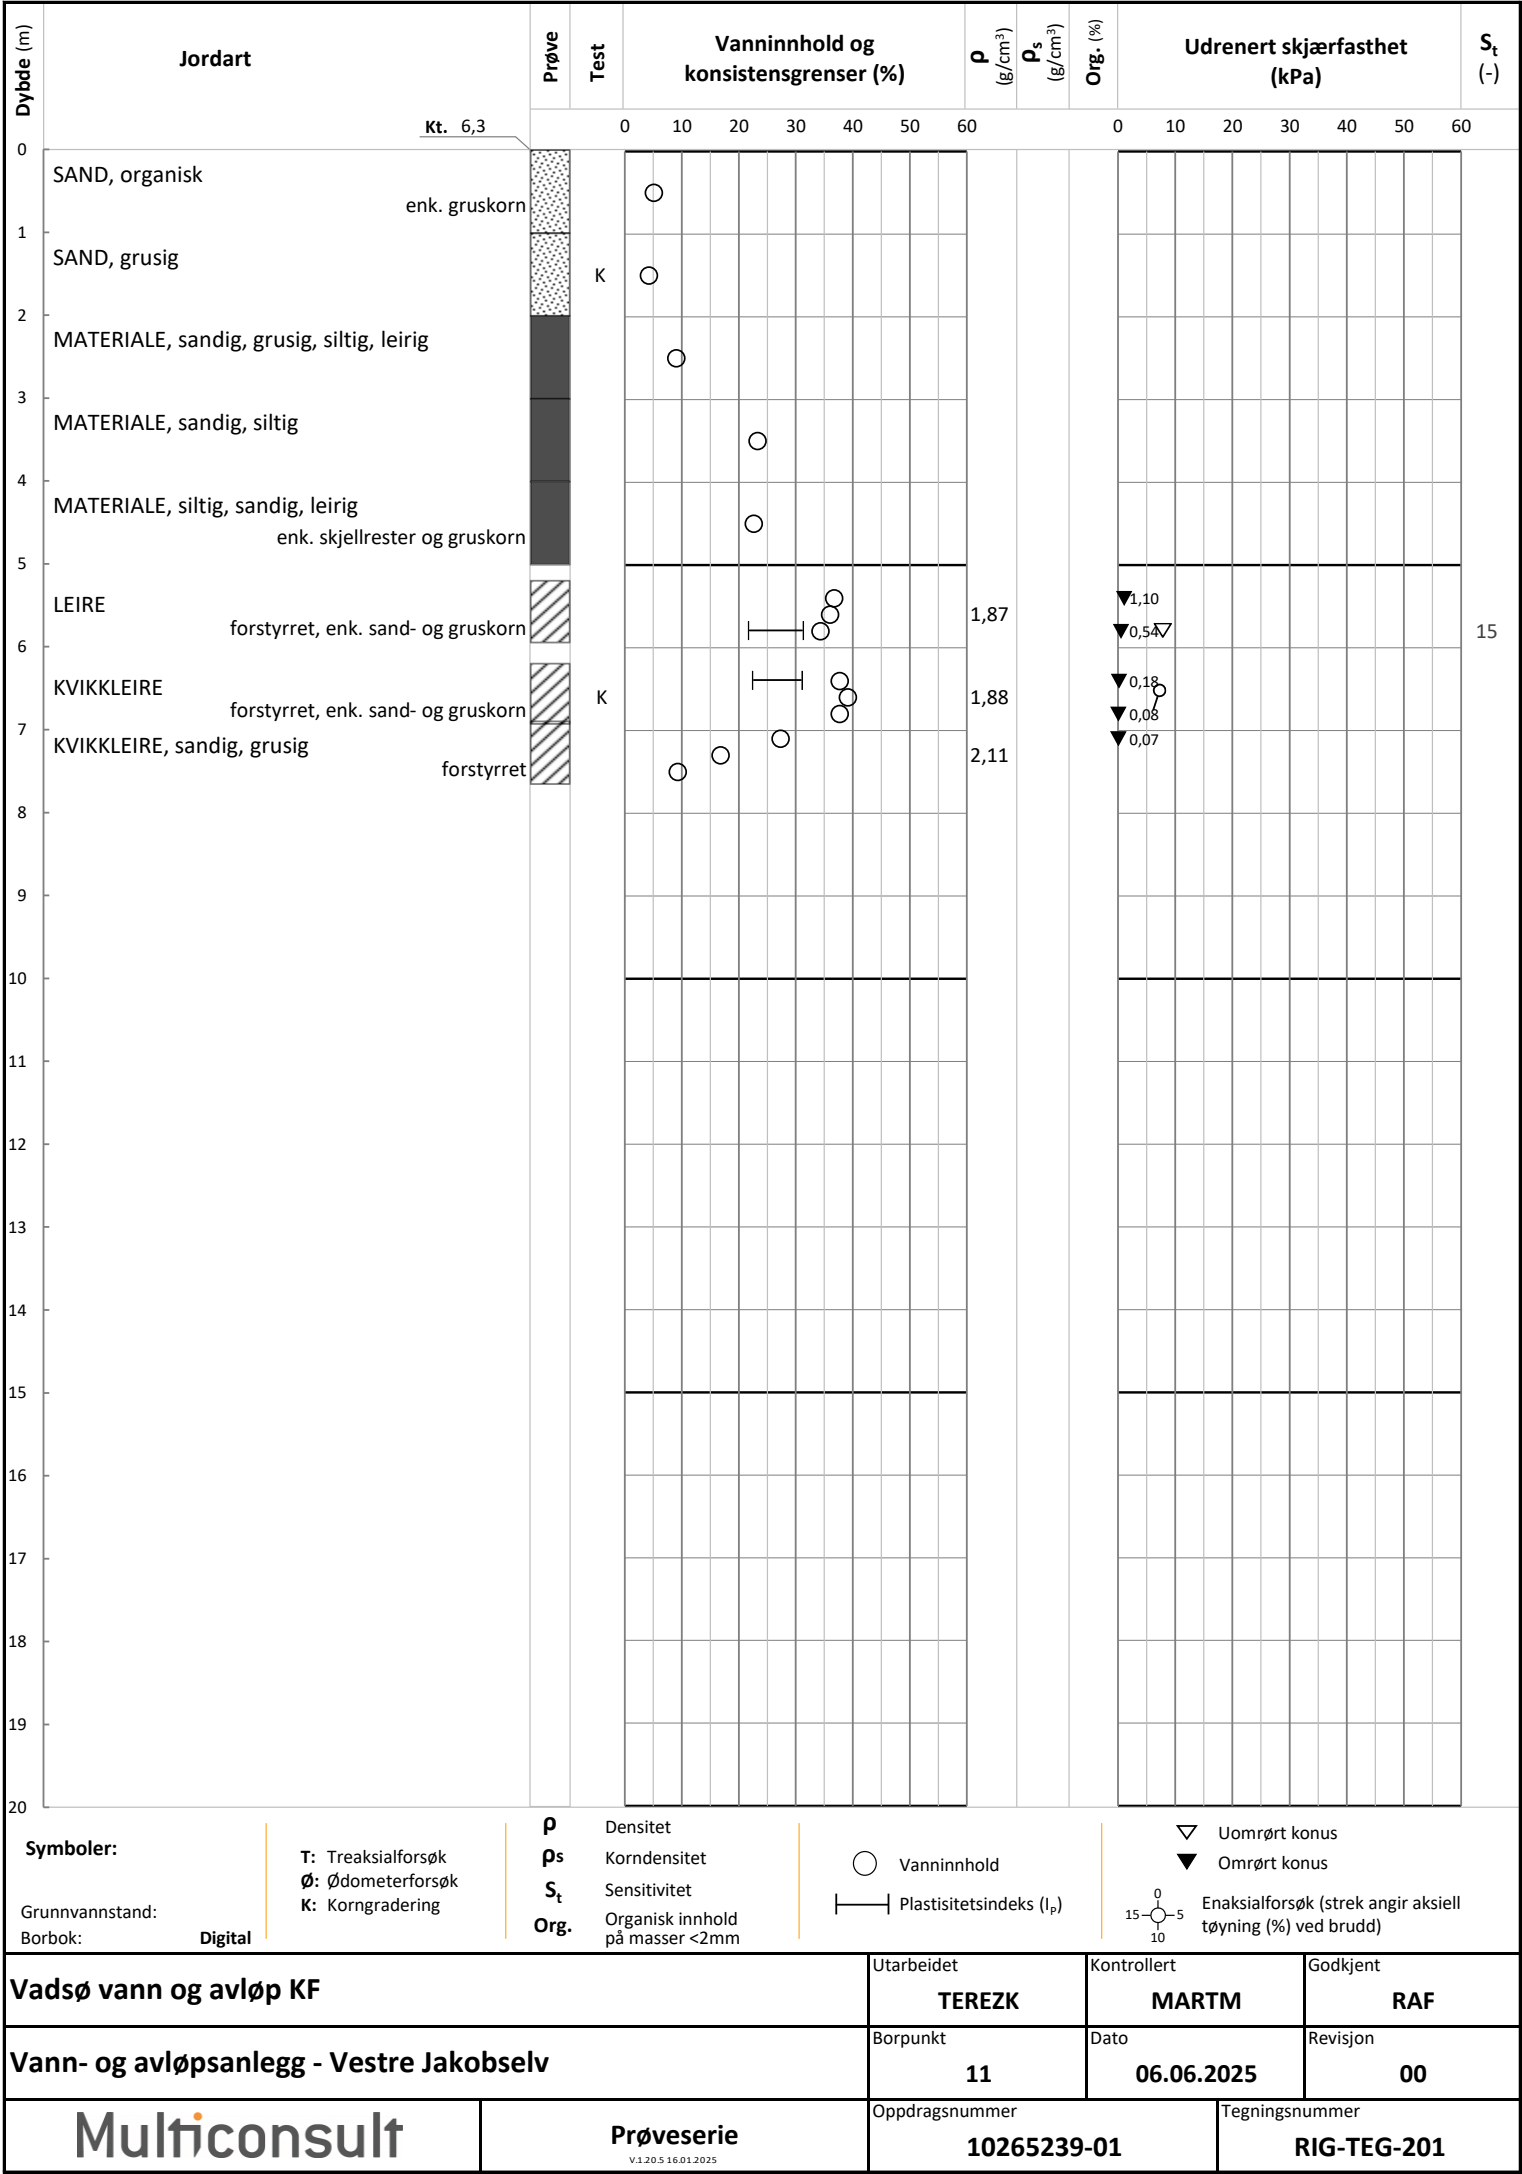 Dybde (m)
Jordart
Prøve
Test
Vanninnhold og
konsistensgrenser (%)
ρ
(g/cm³)
ρs
(g/cm³)
Org. (%)
Udrenert skjærfasthet
(kPa)
St
(-)
Kt. 6,3
0 10 20 30 40 50 60
0 10 20 30 40 50 60
0
SAND, organisk
enk. gruskorn
1
SAND, grusig
K
2
MATERIALE, sandig, grusig, siltig, leirig
3
MATERIALE, sandig, siltig
4
MATERIALE, siltig, sandig, leirig
enk. skjellrester og gruskorn
5
LEIRE
1,10
1,87
forstyrret, enk. sand- og gruskorn
0,54
15
6
KVIKKLEIRE
0,18
K
1,88
forstyrret, enk. sand- og gruskorn
0,08
7
KVIKKLEIRE, sandig, grusig
0,07
2,11
forstyrret
8
9
10
11
12
13
14
15
16
17
18
19
20
Symboler:
Grunnvannstand:
Borbok: Digital
T: Treaksialforsøk
Ø: Ødometerforsøk
K: Korngradering
ρ Densitet
ρs Korndensitet
St Sensitivitet
Org. Organisk innhold
på masser <2mm
Vanninnhold
Plastisitetsindeks (IP)
Uomrørt konus
Omrørt konus
0
15 5
10
Enaksialforsøk (strek angir aksiell
tøyning (%) ved brudd)
Vadsø vann og avløp KF
Utarbeidet
TEREZK
Kontrollert
MARTM
Godkjent
RAF
Vann- og avløpsanlegg - Vestre Jakobselv
Borpunkt
11
Dato
06.06.2025
Revisjon
00
Multiconsult
Prøveserie
V.1.20.5 16.01.2025
Oppdragsnummer
10265239-01
Tegningsnummer
RIG-TEG-201